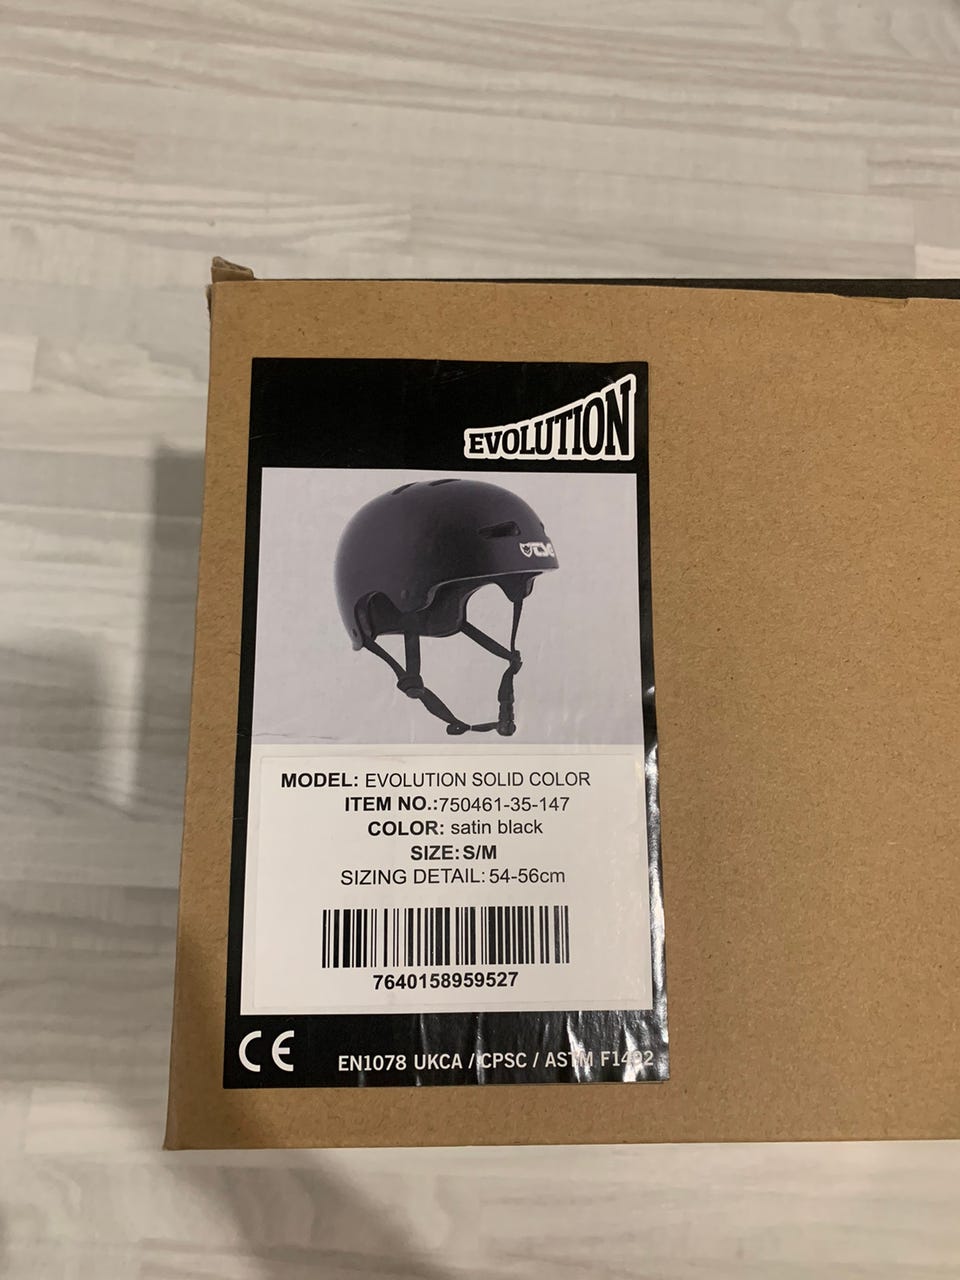 EVOLUTION
TSG
MODEL: EVOLUTION SOLID COLOR
ITEM NO.:750461-35-147
COLOR: satin black
SIZE: S/M
SIZING DETAIL: 54-56cm
7640158959527
CE
EN1078 UKCA / CPSC / ASTM F1492